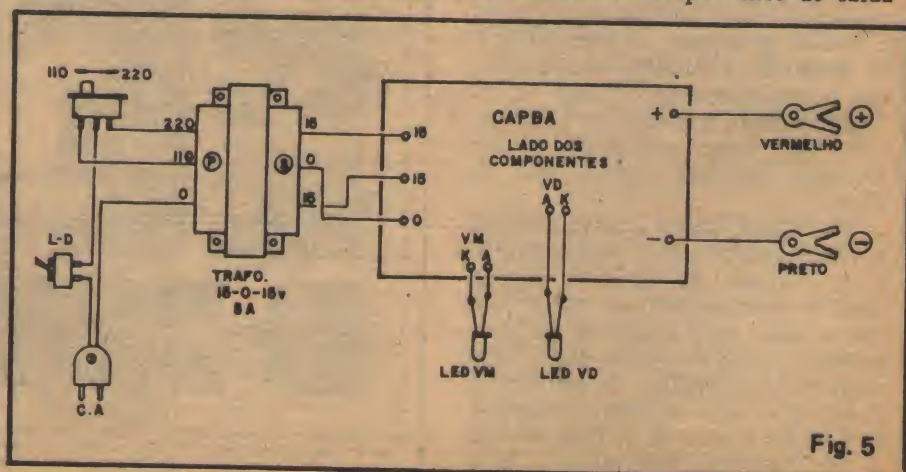 110 220
220
110
0
P
S
15
0
15
L-D
C.A
TRAFO.
15-0-15v
5A
15
15
0
CAPBA
LADO DOS
COMPONENTES
VD
A K
VM
K A
LED VM
LED VD
+
+
VERMELHO
-
-
PRETO
Fig. 5